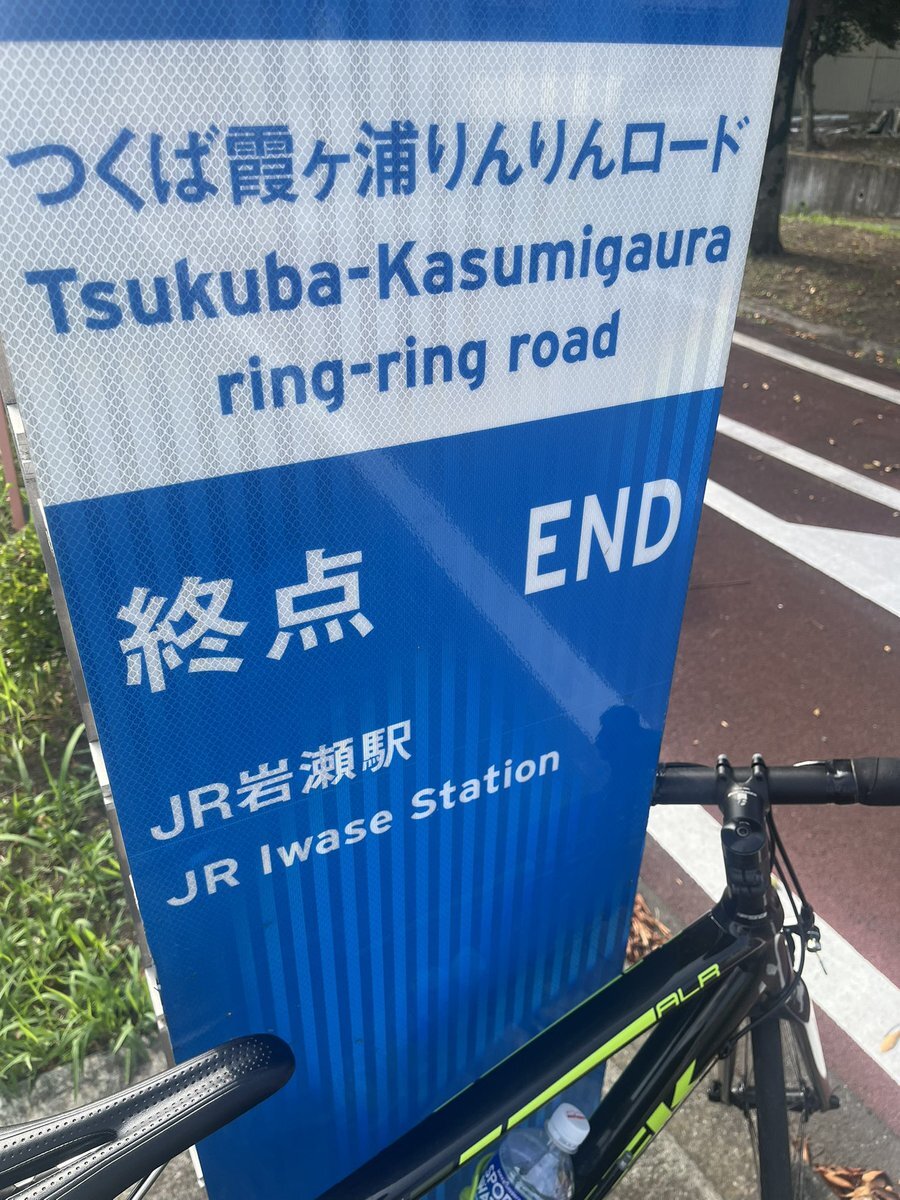 つくば霞ヶ浦りんりんロード
Tsukuba-Kasumigaura
ring-ring road
終点 END
JR岩瀬駅
JR Iwase Station
ALR